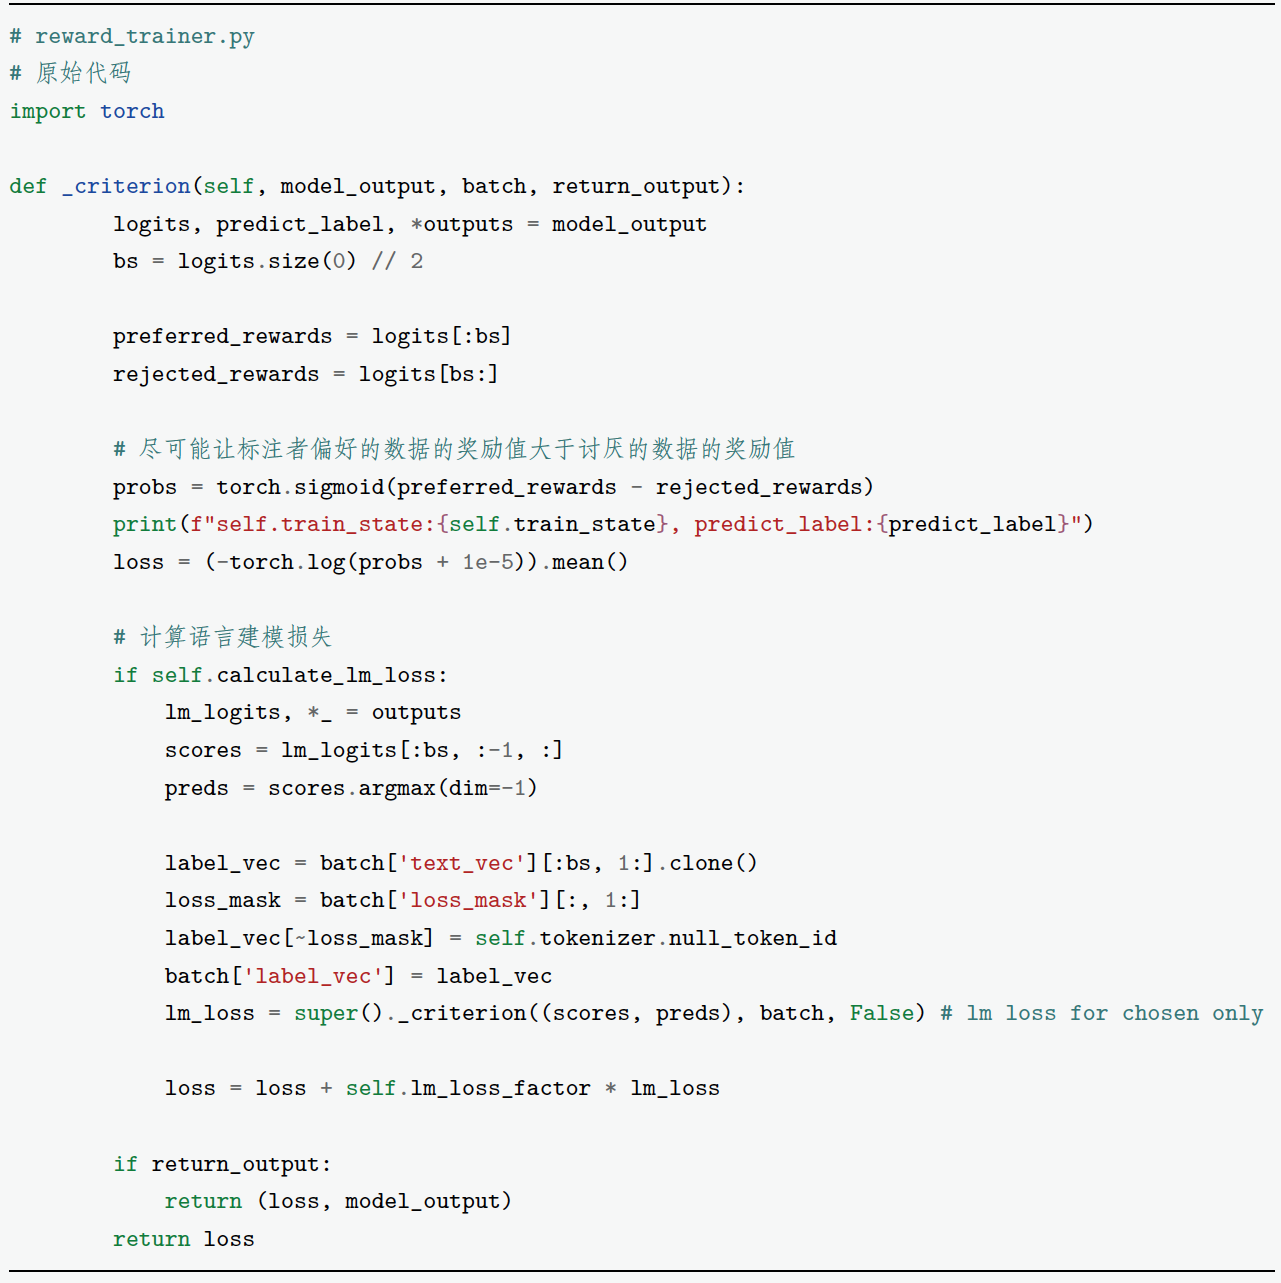 # reward_trainer.py
# 原始代码
import torch

def _criterion(self, model_output, batch, return_output):
        logits, predict_label, *outputs = model_output
        bs = logits.size(0) // 2

        preferred_rewards = logits[:bs]
        rejected_rewards = logits[bs:]

        # 尽可能让标注者偏好的数据的奖励值大于讨厌的数据的奖励值
        probs = torch.sigmoid(preferred_rewards - rejected_rewards)
        print(f"self.train_state:{self.train_state}, predict_label:{predict_label}")
        loss = (-torch.log(probs + 1e-5)).mean()

        # 计算语言建模损失
        if self.calculate_lm_loss:
            lm_logits, *_ = outputs
            scores = lm_logits[:bs, :-1, :]
            preds = scores.argmax(dim=-1)

            label_vec = batch['text_vec'][:bs, 1:].clone()
            loss_mask = batch['loss_mask'][:, 1:]
            label_vec[~loss_mask] = self.tokenizer.null_token_id
            batch['label_vec'] = label_vec
            lm_loss = super()._criterion((scores, preds), batch, False) # lm loss for chosen only

            loss = loss + self.lm_loss_factor * lm_loss

        if return_output:
            return (loss, model_output)
        return loss